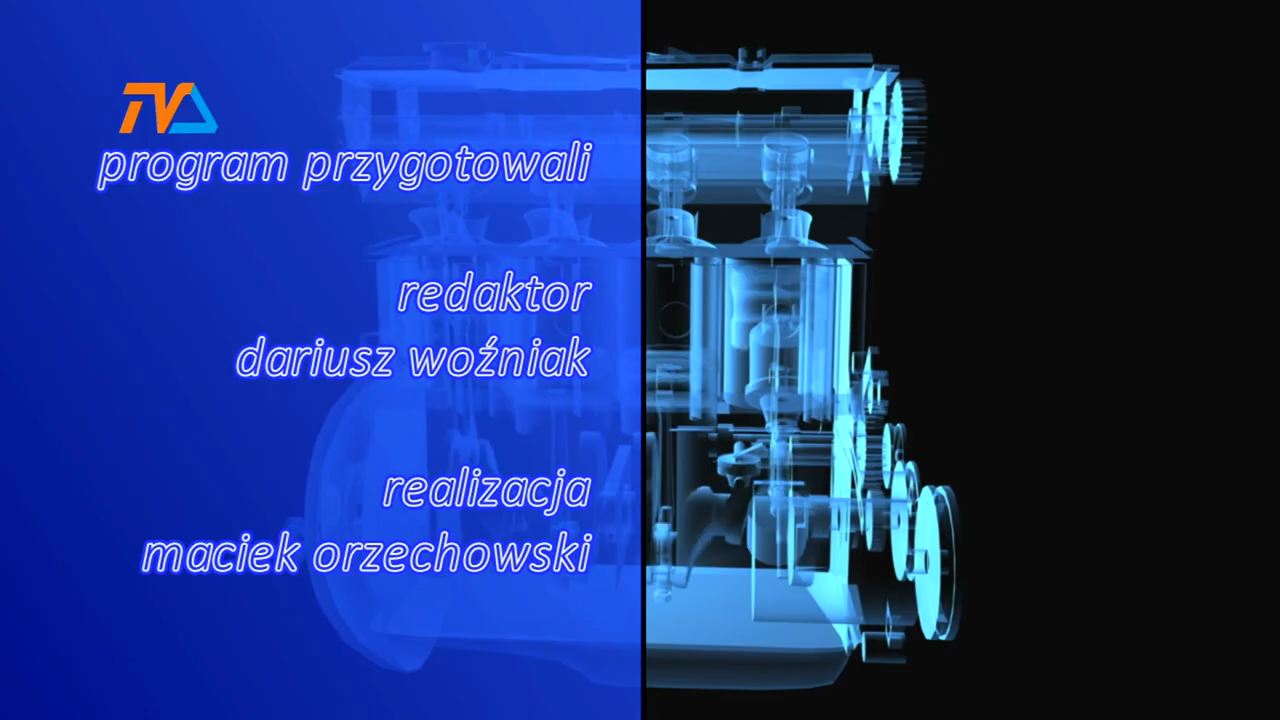 TVA
program przygotowali
redaktor
dariusz woźniak
realizacja
maciek orzechowski